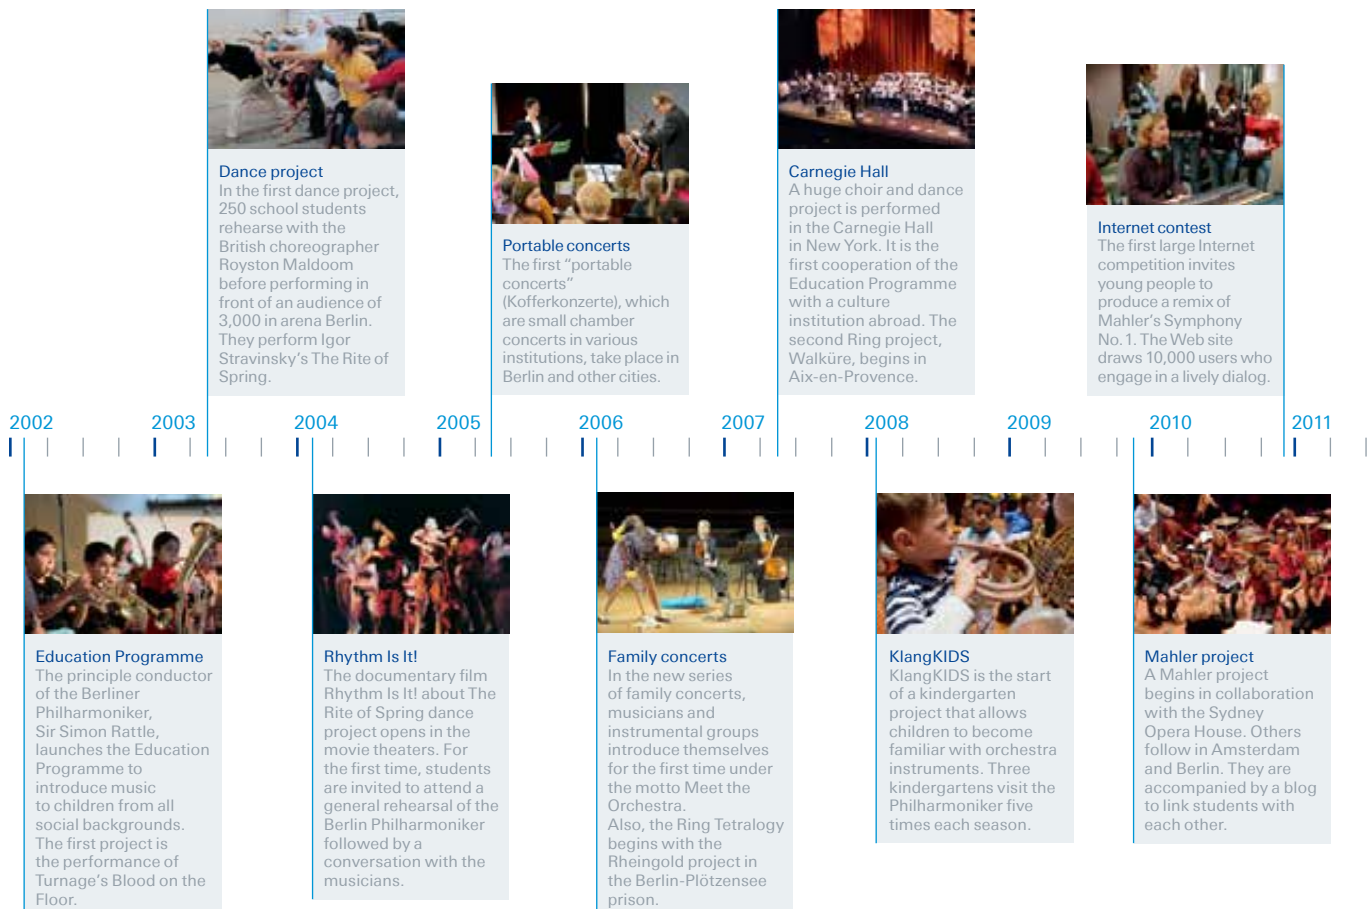 Dance project
In the first dance project,
250 school students
rehearse with the
British choreographer
Royston Maldoom
before performing in
front of an audience of
3,000 in arena Berlin.
They perform Igor
Stravinsky's The Rite of
Spring.
Portable concerts
The first “portable
concerts”
(Kofferkonzerte), which
are small chamber
concerts in various
institutions, take place in
Berlin and other cities.
Carnegie Hall
A huge choir and dance
project is performed
in the Carnegie Hall
in New York. It is the
first cooperation of the
Education Programme
with a culture
institution abroad. The
second Ring project,
Walküre, begins in
Aix-en-Provence.
Internet contest
The first large Internet
competition invites
young people to
produce a remix of
Mahler's Symphony
No. 1. The Web site
draws 10,000 users who
engage in a lively dialog.
2002 2003 2004 2005 2006 2007 2008 2009 2010 2011
Education Programme
The principle conductor
of the Berliner
Philharmoniker,
Sir Simon Rattle,
launches the Education
Programme to
introduce music
to children from all
social backgrounds.
The first project is
the performance of
Turnage's Blood on the
Floor.
Rhythm Is It!
The documentary film
Rhythm Is It! about The
Rite of Spring dance
project opens in the
movie theaters. For
the first time, students
are invited to attend a
general rehearsal of the
Berlin Philharmoniker
followed by a
conversation with the
musicians.
Family concerts
In the new series
of family concerts,
musicians and
instrumental groups
introduce themselves
for the first time under
the motto Meet the
Orchestra.
Also, the Ring Tetralogy
begins with the
Rheingold project in
the Berlin-Plötzensee
prison.
KlangKIDS
KlangKIDS is the start
of a kindergarten
project that allows
children to become
familiar with orchestra
instruments. Three
kindergartens visit the
Philharmoniker five
times each season.
Mahler project
A Mahler project
begins in collaboration
with the Sydney
Opera House. Others
follow in Amsterdam
and Berlin. They are
accompanied by a blog
to link students with
each other.